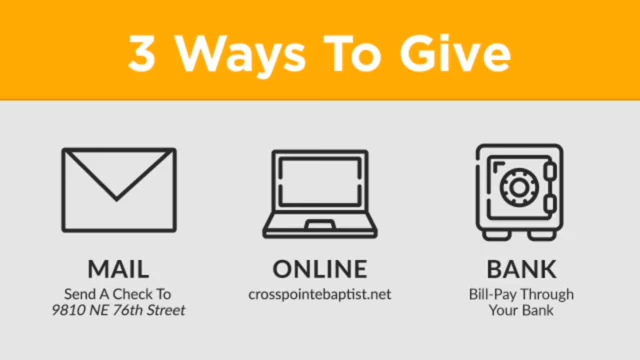 3 Ways To Give
MAIL
Send A Check To
9810 NE 76th Street
ONLINE
crosspointebaptist.net
BANK
Bill-Pay Through
Your Bank